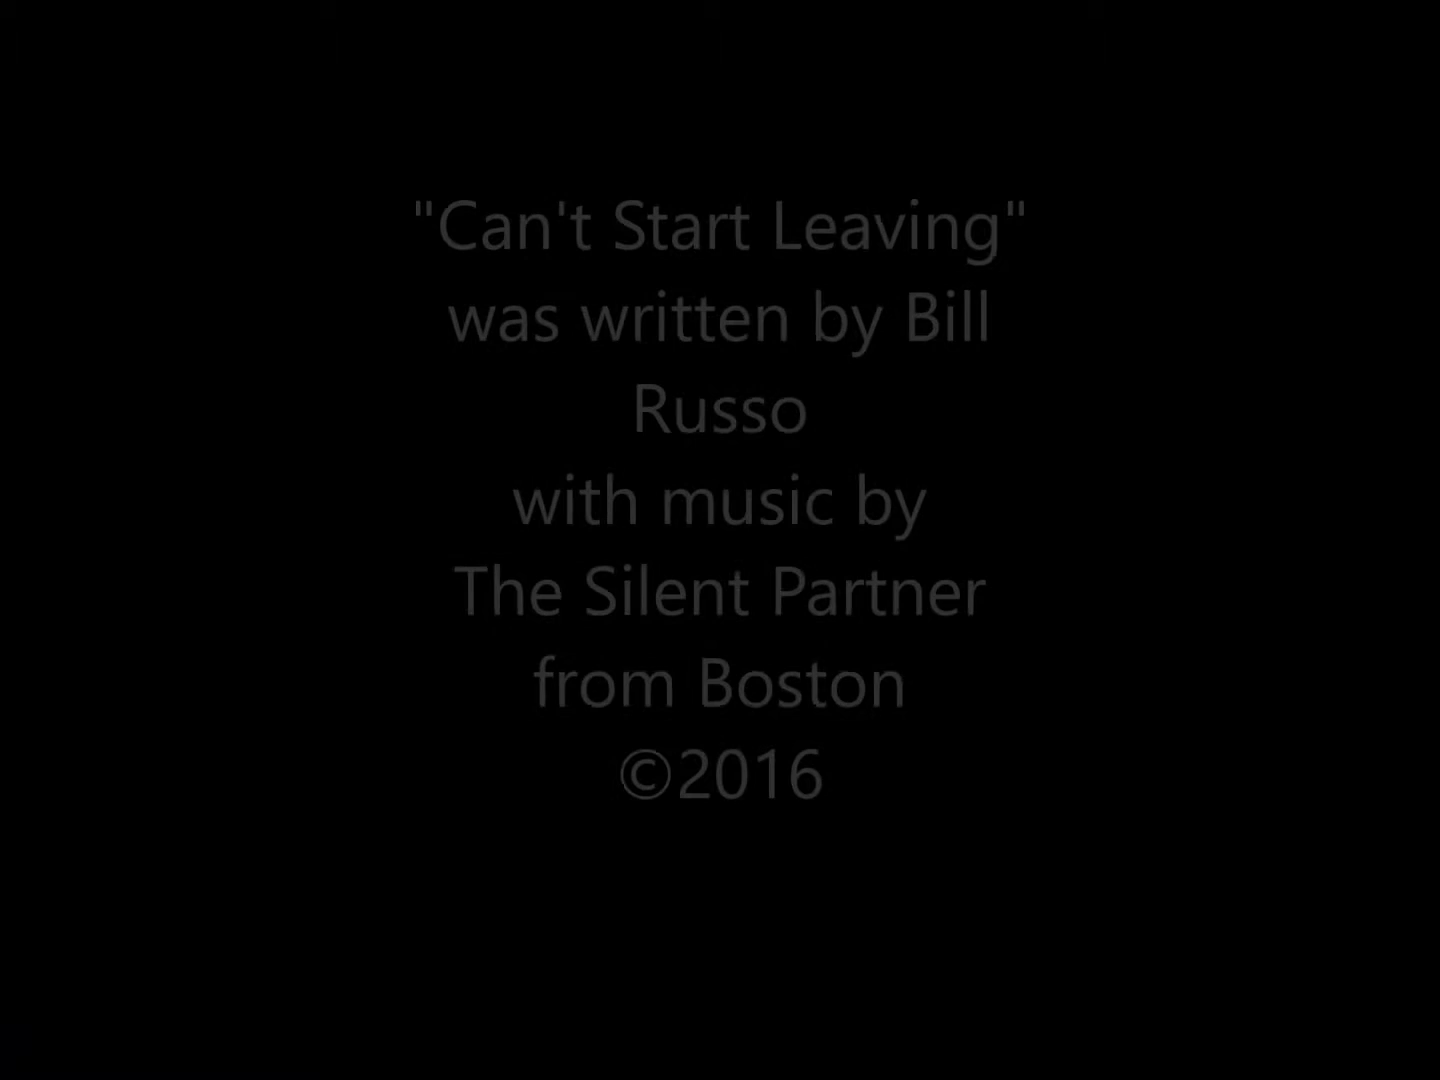 "Can't Start Leaving"
was written by Bill
Russo
with music by
The Silent Partner
from Boston
©2016